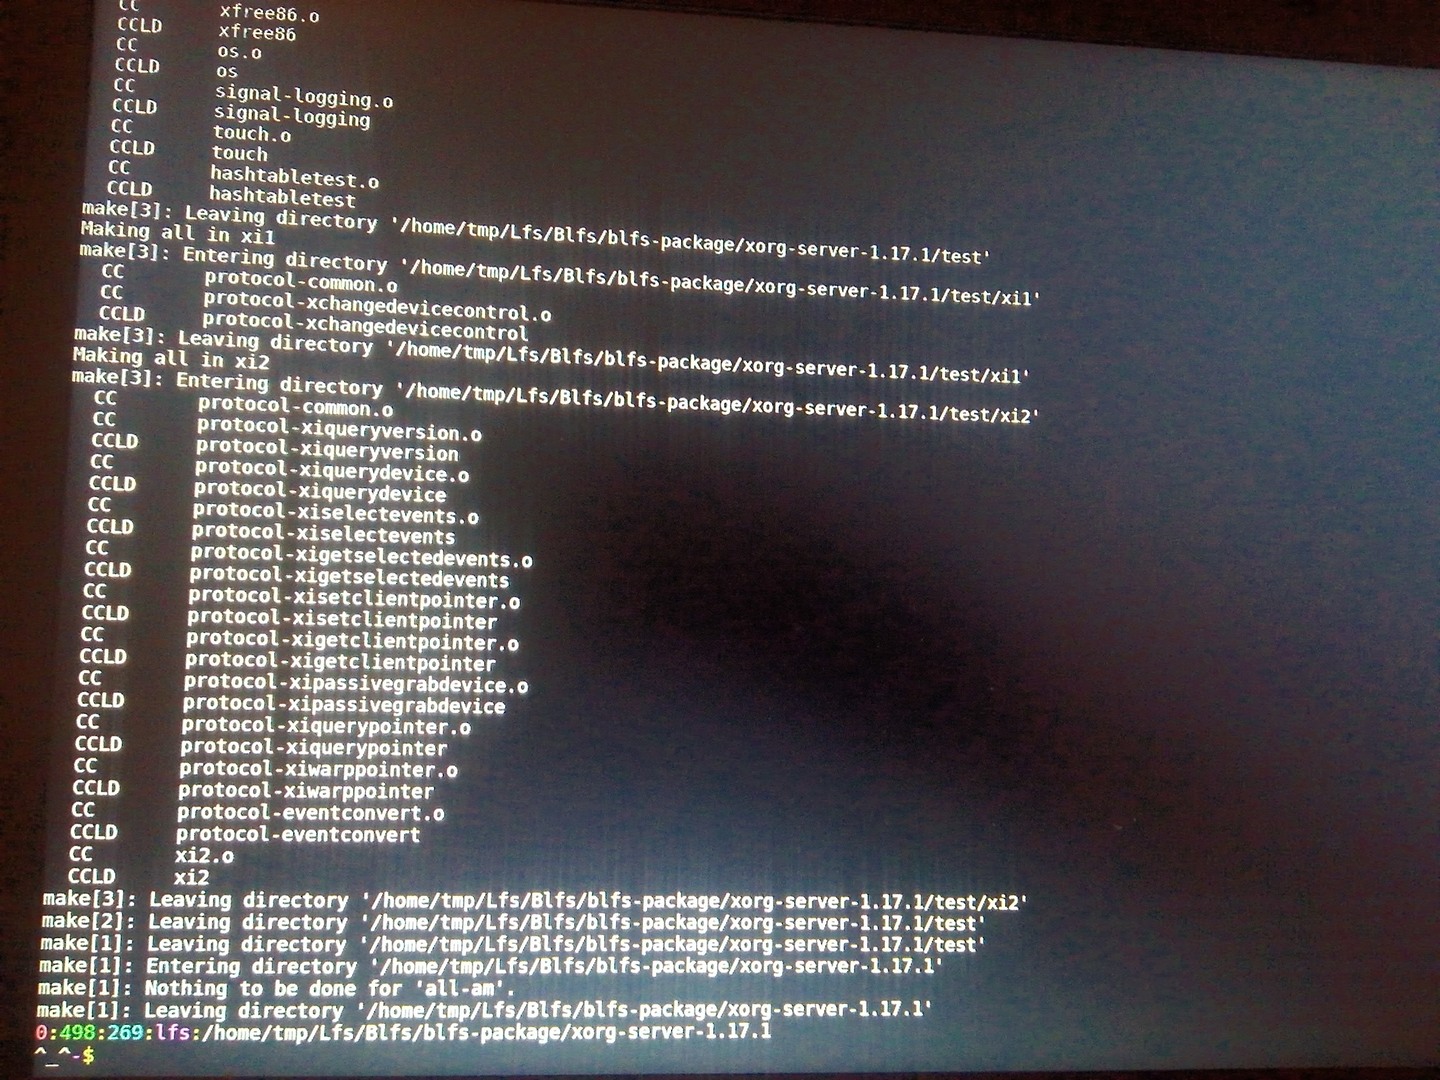 CC xfree86.o
CCLD xfree86
CC os.o
CCLD os
CC signal-logging.o
CCLD signal-logging
CC touch.o
CCLD touch
CC hashtabletest.o
CCLD hashtabletest
make[3]: Leaving directory '/home/tmp/Lfs/Blfs/blfs-package/xorg-server-1.17.1/test'
Making all in xi1
make[3]: Entering directory '/home/tmp/Lfs/Blfs/blfs-package/xorg-server-1.17.1/test/xi1'
CC protocol-common.o
CC protocol-xchangedevicecontrol.o
CCLD protocol-xchangedevicecontrol
make[3]: Leaving directory '/home/tmp/Lfs/Blfs/blfs-package/xorg-server-1.17.1/test/xi1'
Making all in xi2
make[3]: Entering directory '/home/tmp/Lfs/Blfs/blfs-package/xorg-server-1.17.1/test/xi2'
CC protocol-common.o
CC protocol-xiqueryversion.o
CCLD protocol-xiqueryversion
CC protocol-xiquerydevice.o
CCLD protocol-xiquerydevice
CC protocol-xiselectevents.o
CCLD protocol-xiselectevents
CC protocol-xigetselectedevents.o
CCLD protocol-xigetselectedevents
CC protocol-xisetclientpointer.o
CCLD protocol-xisetclientpointer
CC protocol-xigetclientpointer.o
CCLD protocol-xigetclientpointer
CC protocol-xipassivegrabdevice.o
CCLD protocol-xipassivegrabdevice
CC protocol-xiquerypointer.o
CCLD protocol-xiquerypointer
CC protocol-xiwarppointer.o
CCLD protocol-xiwarppointer
CC protocol-eventconvert.o
CCLD protocol-eventconvert
CC xi2.o
CCLD xi2
make[3]: Leaving directory '/home/tmp/Lfs/Blfs/blfs-package/xorg-server-1.17.1/test/xi2'
make[2]: Leaving directory '/home/tmp/Lfs/Blfs/blfs-package/xorg-server-1.17.1/test'
make[1]: Leaving directory '/home/tmp/Lfs/Blfs/blfs-package/xorg-server-1.17.1/test'
make[1]: Entering directory '/home/tmp/Lfs/Blfs/blfs-package/xorg-server-1.17.1'
make[1]: Nothing to be done for 'all-am'.
make[1]: Leaving directory '/home/tmp/Lfs/Blfs/blfs-package/xorg-server-1.17.1'
0:498:269:lfs:/home/tmp/Lfs/Blfs/blfs-package/xorg-server-1.17.1
^_^-$